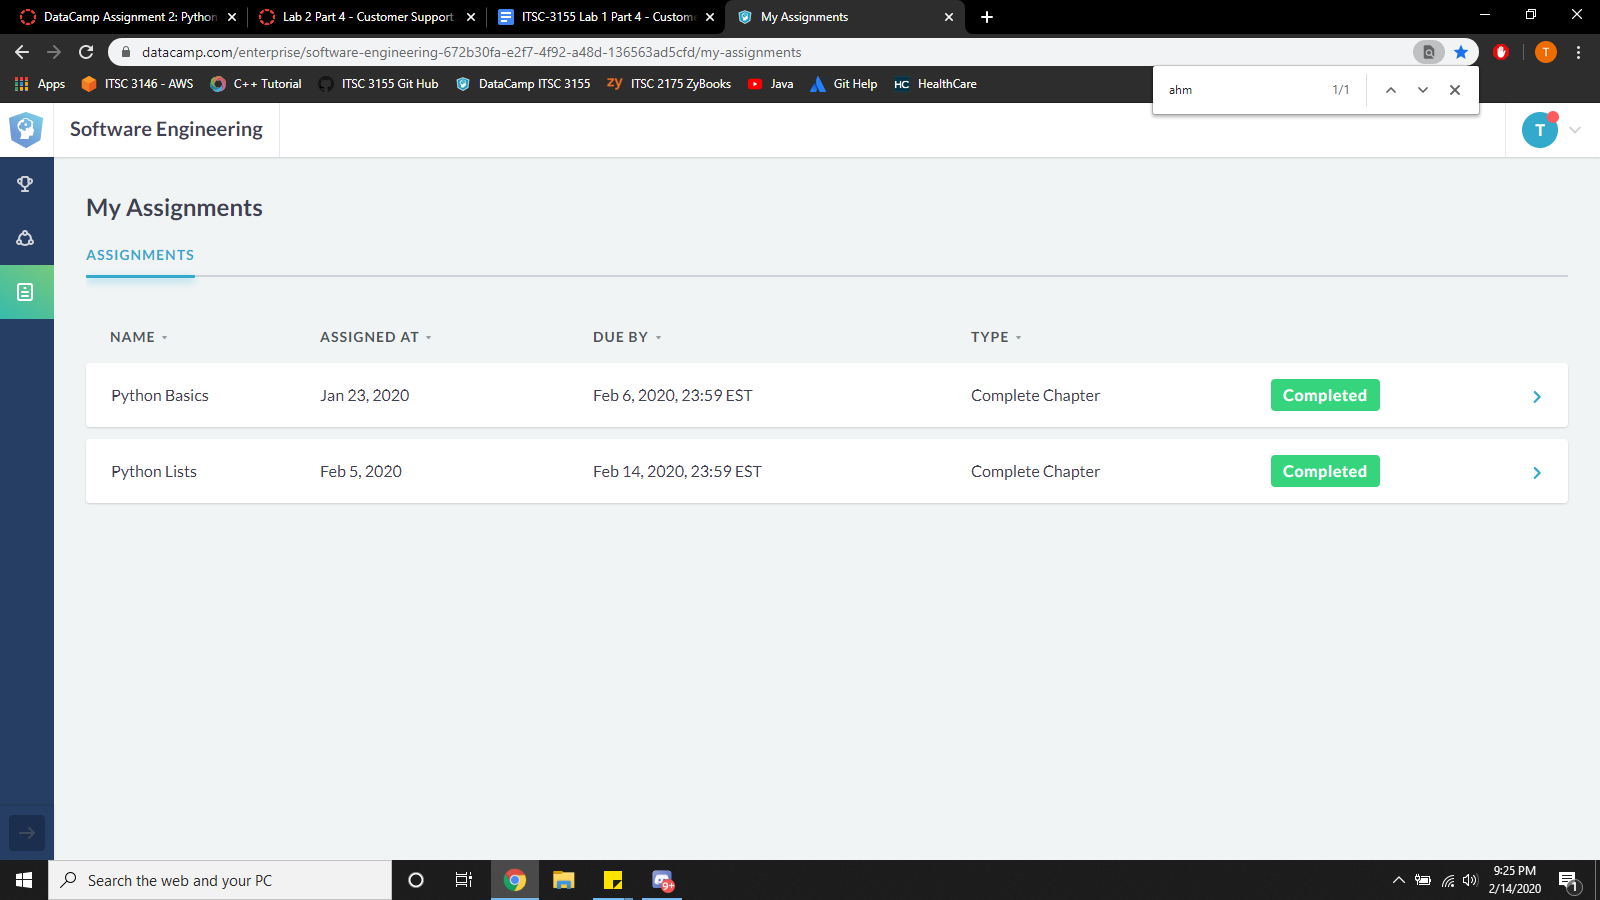 DataCamp Assignment 2: Python
Lab 2 Part 4 - Customer Support
ITSC-3155 Lab 1 Part 4 - Custome
My Assignments
datacamp.com/enterprise/software-engineering-672b30fa-e2f7-4f92-a48d-136563ad5cfd/my-assignments
T
Apps
ITSC 3146 - AWS
C++ Tutorial
ITSC 3155 Git Hub
DataCamp ITSC 3155
zy ITSC 2175 ZyBooks
Java
Git Help
HC HealthCare
ahm 1/1
Software Engineering
T
My Assignments
ASSIGNMENTS
NAME ASSIGNED AT DUE BY TYPE
Python Basics Jan 23, 2020 Feb 6, 2020, 23:59 EST Complete Chapter Completed
Python Lists Feb 5, 2020 Feb 14, 2020, 23:59 EST Complete Chapter Completed
Search the web and your PC
9+
9:25 PM
2/14/2020
1